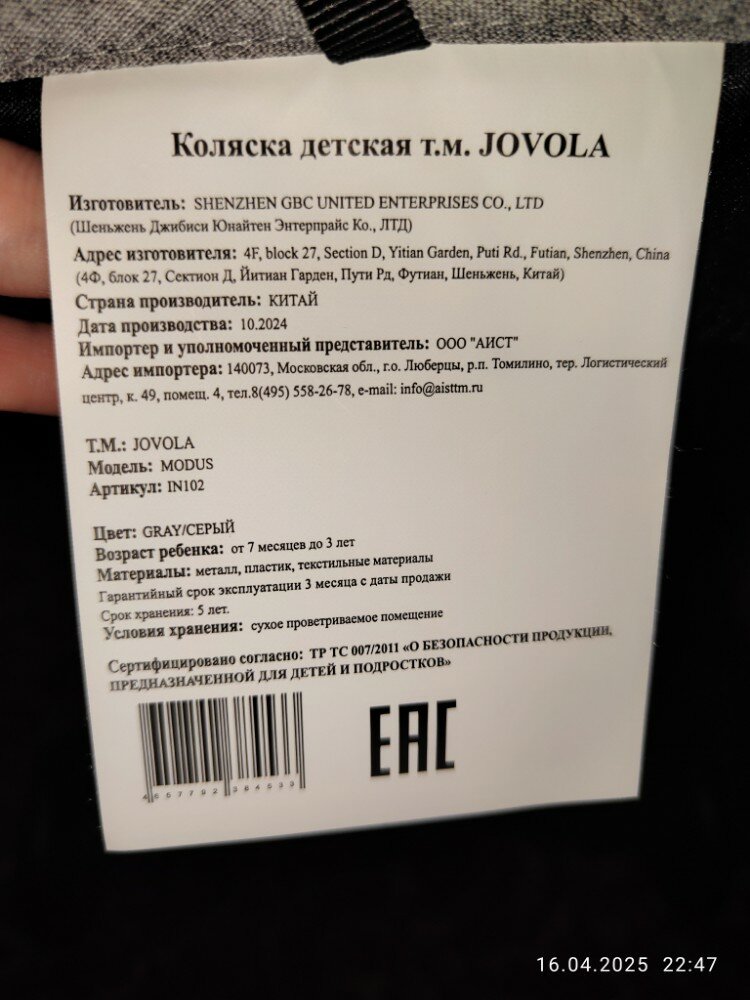 Коляска детская т.м. JOVOLA
Изготовитель: SHENZHEN GBC UNITED ENTERPRISES CO., LTD
(Шеньжень Джибиси Юнайтен Энтерпрайс Ко., ЛТД)
Адрес изготовителя: 4F, block 27, Section D, Yitian Garden, Puti Rd., Futian, Shenzhen, China
(4Ф, блок 27, Сектион Д, Йитиан Гарден, Пути Рд, Футиан, Шеньжень, Китай)
Страна производитель: КИТАЙ
Дата производства: 10.2024
Импортер и уполномоченный представитель: ООО "АИСТ"
Адрес импортера: 140073, Московская обл., г.о. Люберцы, р.п. Томилино, тер. Логистический
центр, к. 49, помещ. 4, тел.8(495) 558-26-78, e-mail: info@aisttm.ru
Т.М.: JOVOLA
Модель: MODUS
Артикул: IN102
Цвет: GRAY/СЕРЫЙ
Возраст ребенка: от 7 месяцев до 3 лет
Материалы: металл, пластик, текстильные материалы
Гарантийный срок эксплуатации 3 месяца с даты продажи
Срок хранения: 5 лет.
Условия хранения: сухое проветриваемое помещение
Сертифицировано согласно: ТР ТС 007/2011 «О БЕЗОПАСНОСТИ ПРОДУКЦИИ,
ПРЕДНАЗНАЧЕННОЙ ДЛЯ ДЕТЕЙ И ПОДРОСТКОВ»
EAC
16.04.2025 22:47